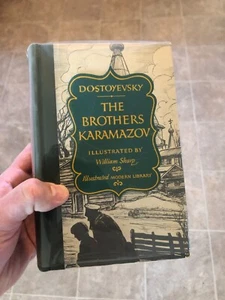 DOSTOYEVSKY
THE
BROTHERS
KARAMAZOV
ILLUSTRATED BY
William Sharp
Illustrated MODERN LIBRARY